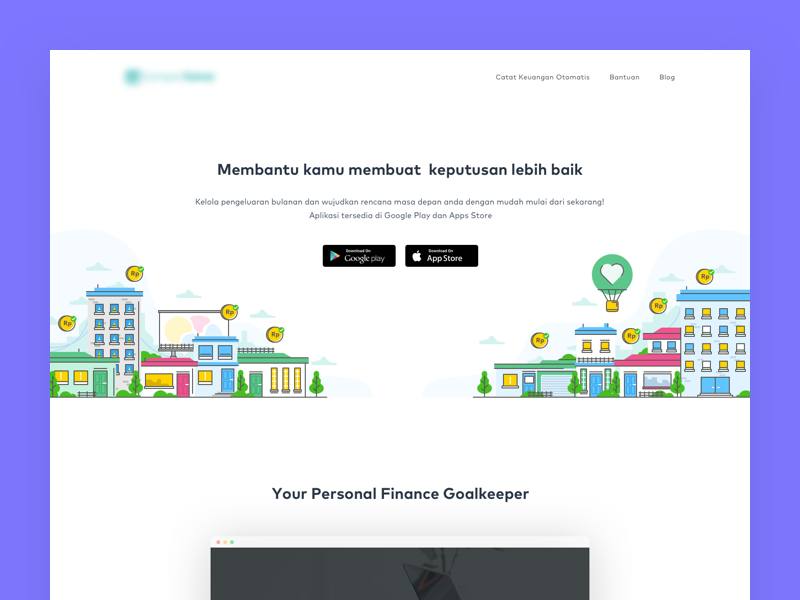 Catat Keuangan Otomatis
Bantuan
Blog
Membantu kamu membuat keputusan lebih baik
Kelola pengeluaran bulanan dan wujudkan rencana masa depan anda dengan mudah mulai dari sekarang!
Aplikasi tersedia di Google Play dan Apps Store
Download On
Google play
Download On
App Store
Rp
Rp
Rp
Rp
Rp
Rp
Rp
Rp
Your Personal Finance Goalkeeper